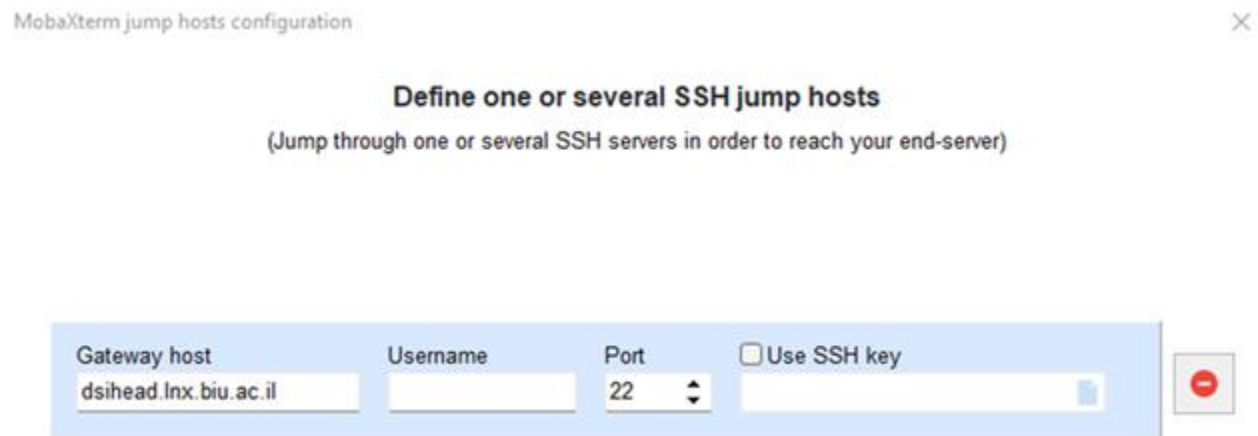 MobaXterm jump hosts configuration
Define one or several SSH jump hosts
(Jump through one or several SSH servers in order to reach your end-server)
Gateway host Username Port Use SSH key
dsihead.lnx.biu.ac.il 22